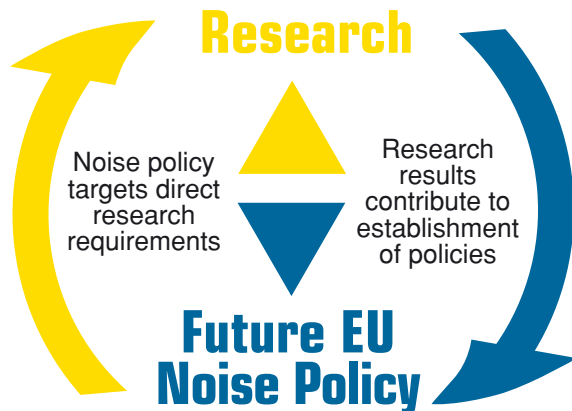 Research
Noise policy
targets direct
research
requirements
Research
results
contribute to
establishment
of policies
Future EU
Noise Policy